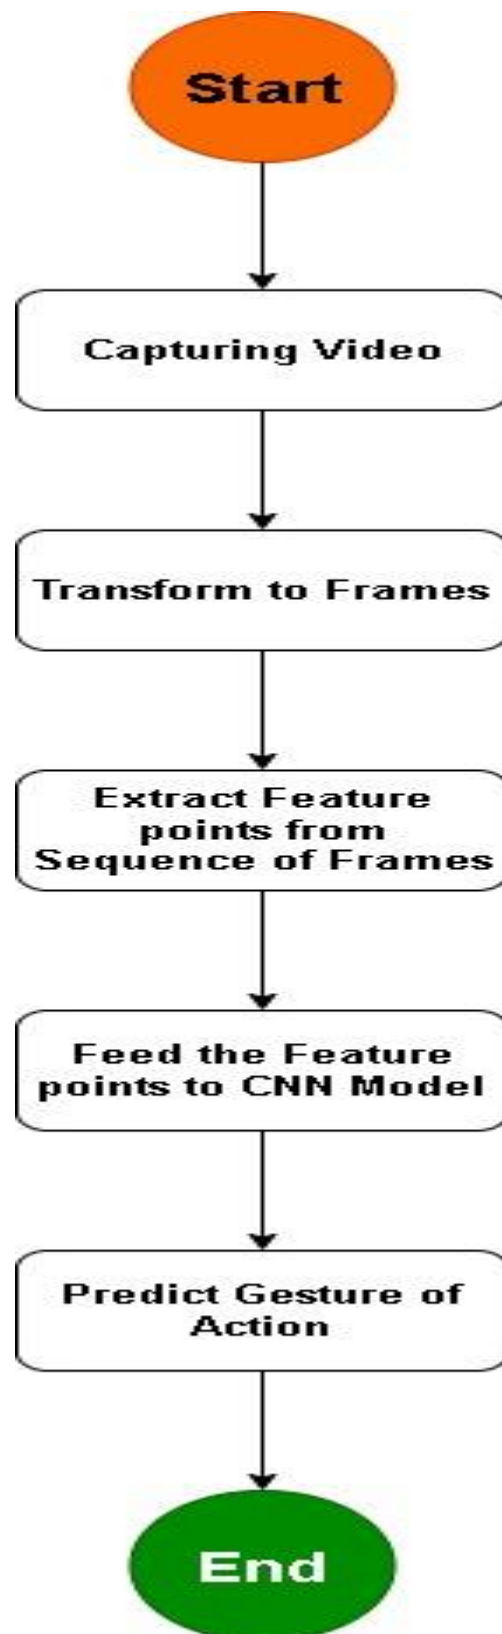 Start
Capturing Video
Transform to Frames
Extract Feature
points from
Sequence of Frames
Feed the Feature
points to CNN Model
Predict Gesture of
Action
End